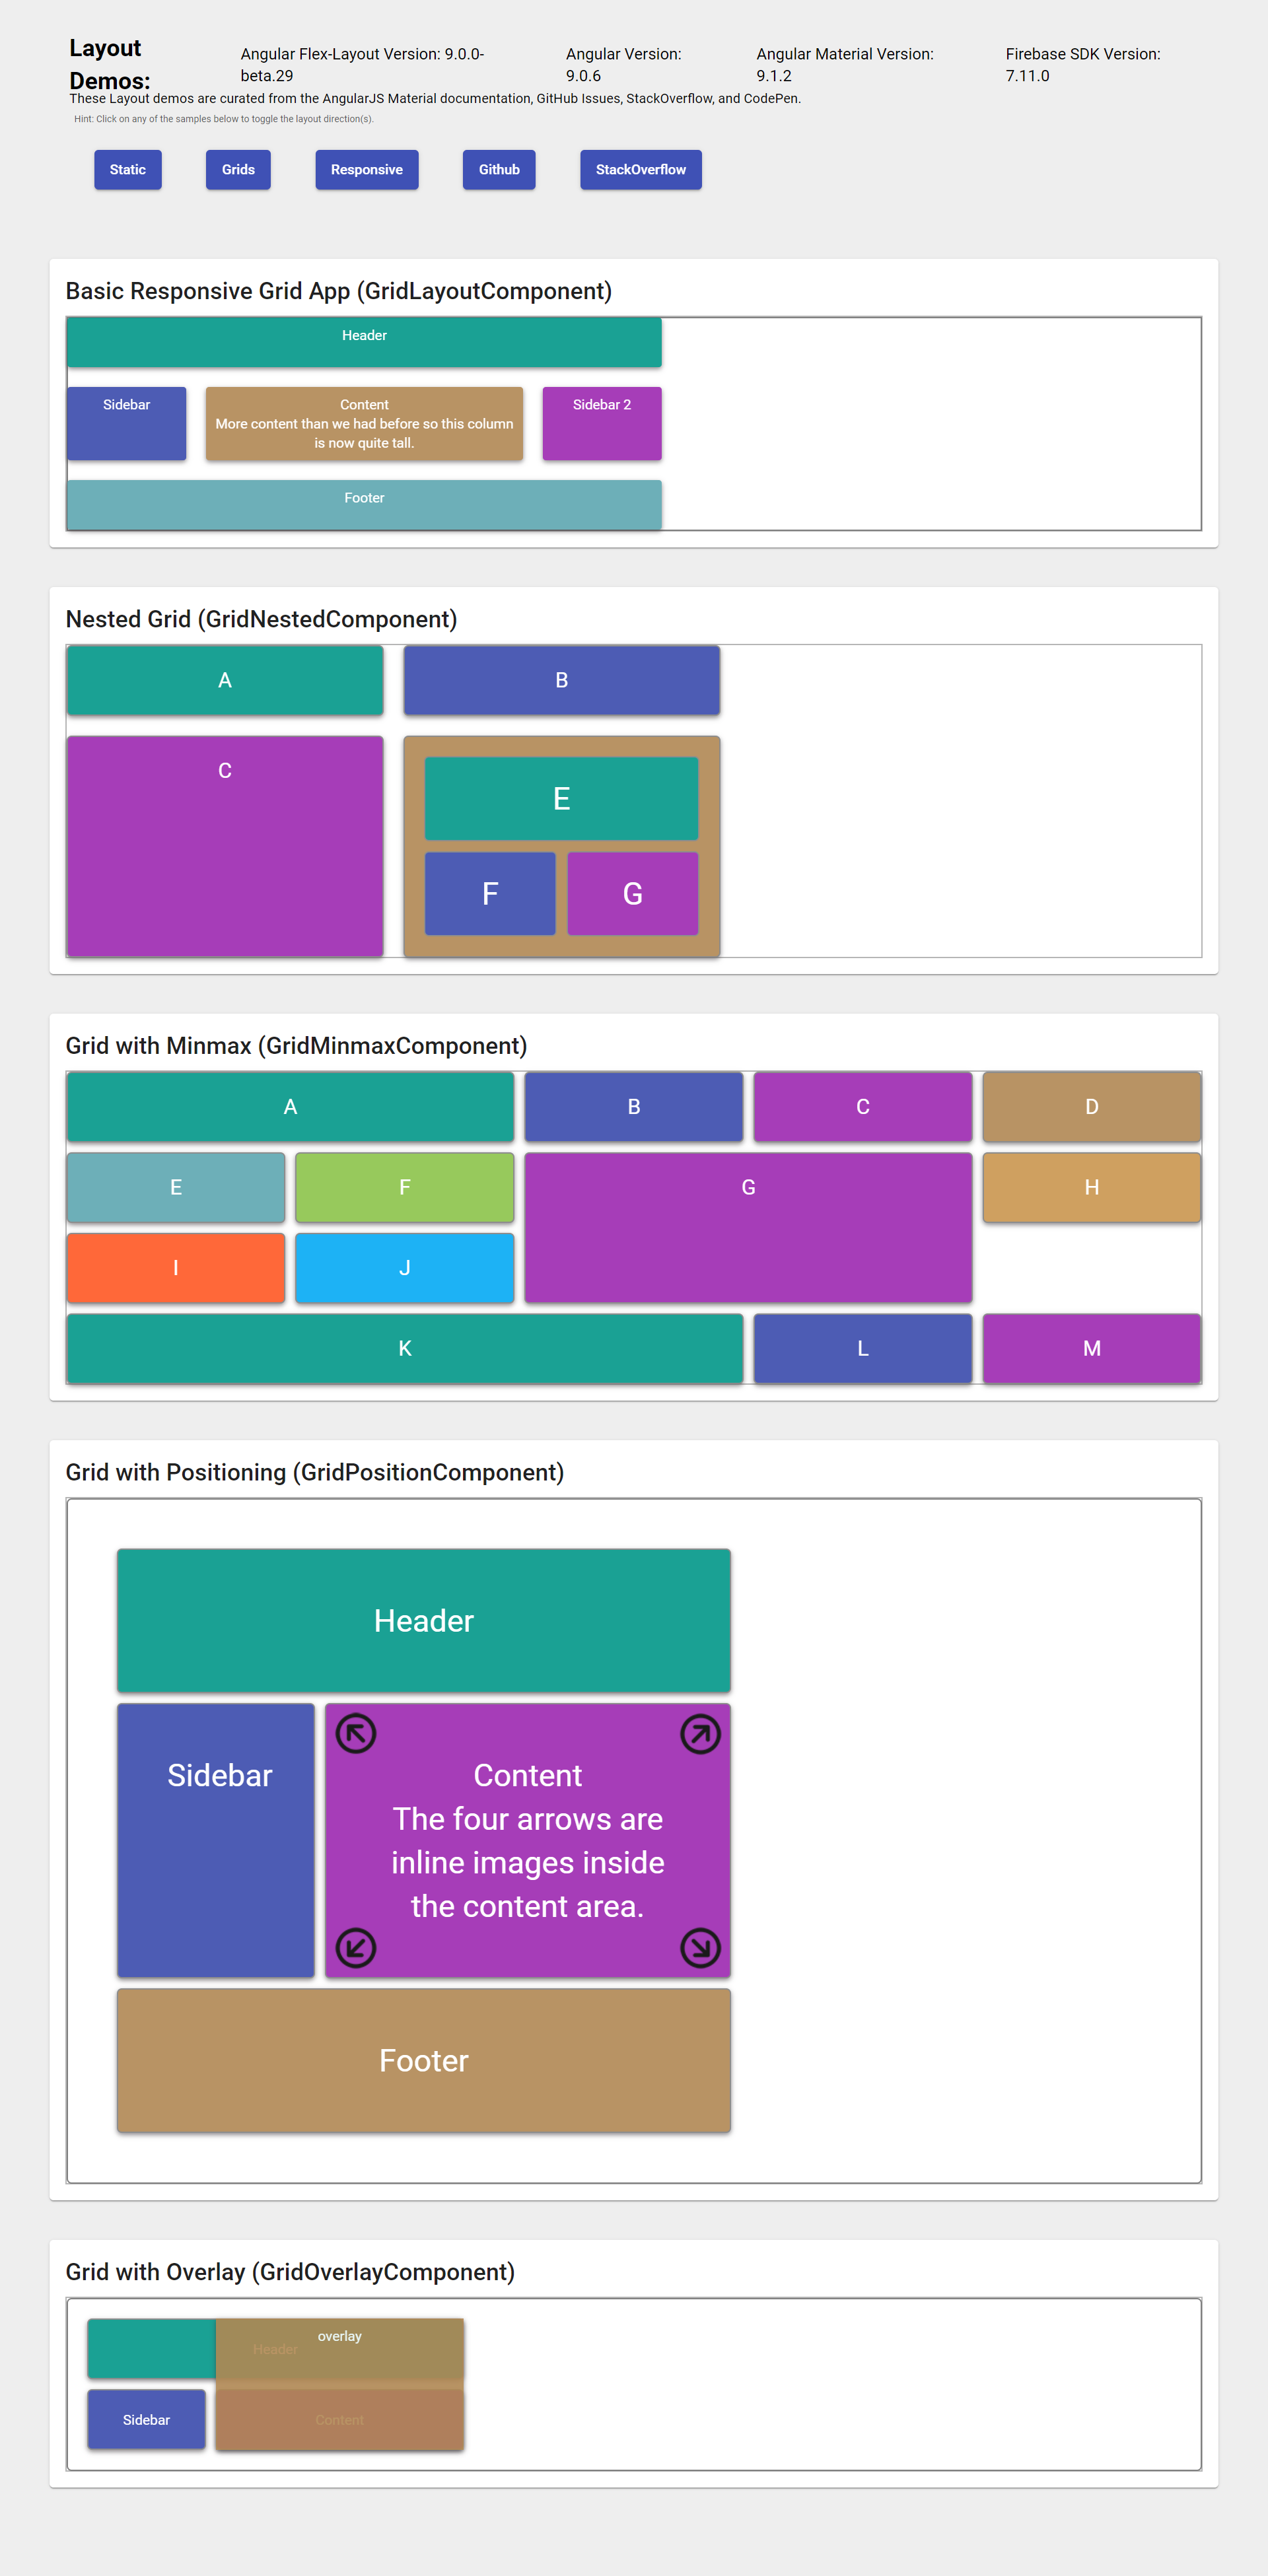 Layout
Demos:
Angular Flex-Layout Version: 9.0.0-
beta.29
Angular Version:
9.0.6
Angular Material Version:
9.1.2
Firebase SDK Version:
7.11.0
These Layout demos are curated from the AngularJS Material documentation, GitHub Issues, StackOverflow, and CodePen.
Hint: Click on any of the samples below to toggle the layout direction(s).
Static
Grids
Responsive
Github
StackOverflow
Basic Responsive Grid App (GridLayoutComponent)
Header
Sidebar
Content
More content than we had before so this column
is now quite tall.
Sidebar 2
Footer
Nested Grid (GridNestedComponent)
A
B
C
E
F
G
Grid with Minmax (GridMinmaxComponent)
A
B
C
D
E
F
G
H
I
J
K
L
M
Grid with Positioning (GridPositionComponent)
Header
Sidebar
Content
The four arrows are
inline images inside
the content area.
Footer
Grid with Overlay (GridOverlayComponent)
overlay
Header
Sidebar
Content